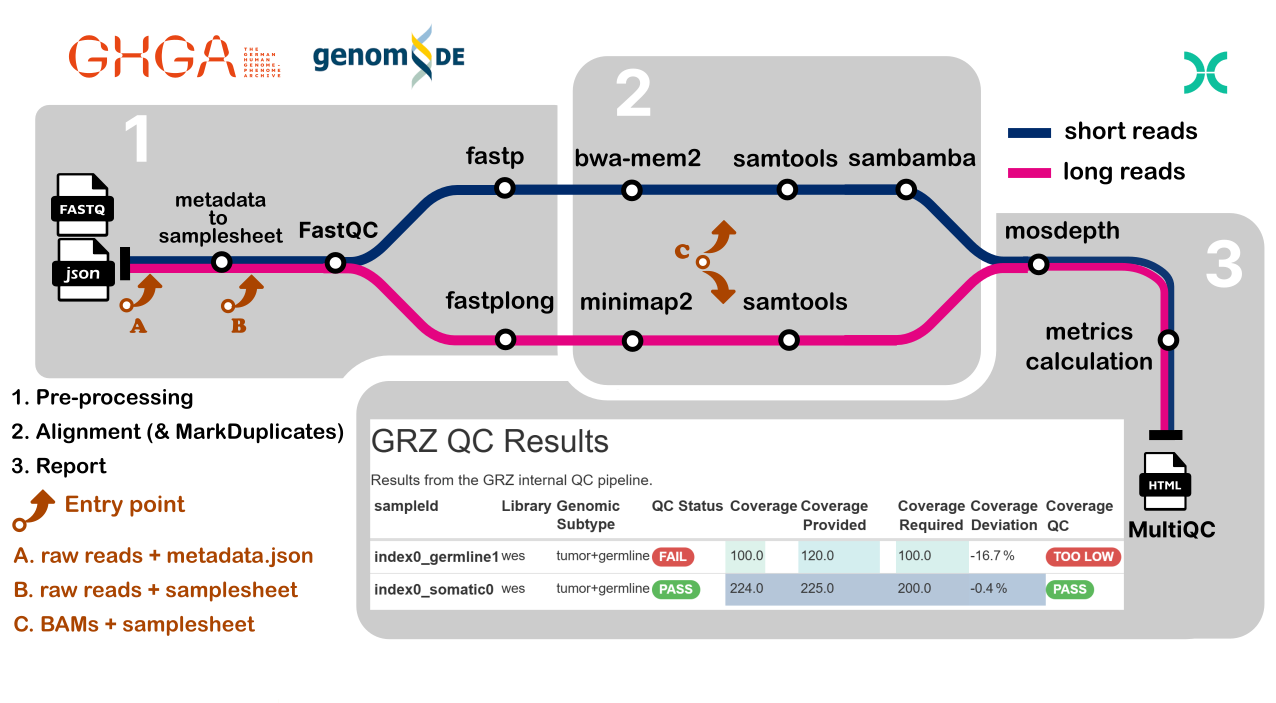 GHGA
THE
GERMAN
HUMAN
GENOME-
PHENOME
ARCHIVE
genomDE
1
2
3
short reads
long reads
FASTQ
json
metadata
to
samplesheet
FastQC
fastp
bwa-mem2
samtools
sambamba
fastplong
minimap2
samtools
mosdepth
metrics
calculation
HTML
MultiQC
A
B
C
1. Pre-processing
2. Alignment (& MarkDuplicates)
3. Report
Entry point
A. raw reads + metadata.json
B. raw reads + samplesheet
C. BAMs + samplesheet
GRZ QC Results
Results from the GRZ internal QC pipeline.
sampleId Library Genomic Subtype QC Status Coverage Coverage Provided Coverage Required Coverage Deviation Coverage QC
index0_germline1 wes tumor+germline FAIL 100.0 120.0 100.0 -16.7 % TOO LOW
index0_somatic0 wes tumor+germline PASS 224.0 225.0 200.0 -0.4 % PASS